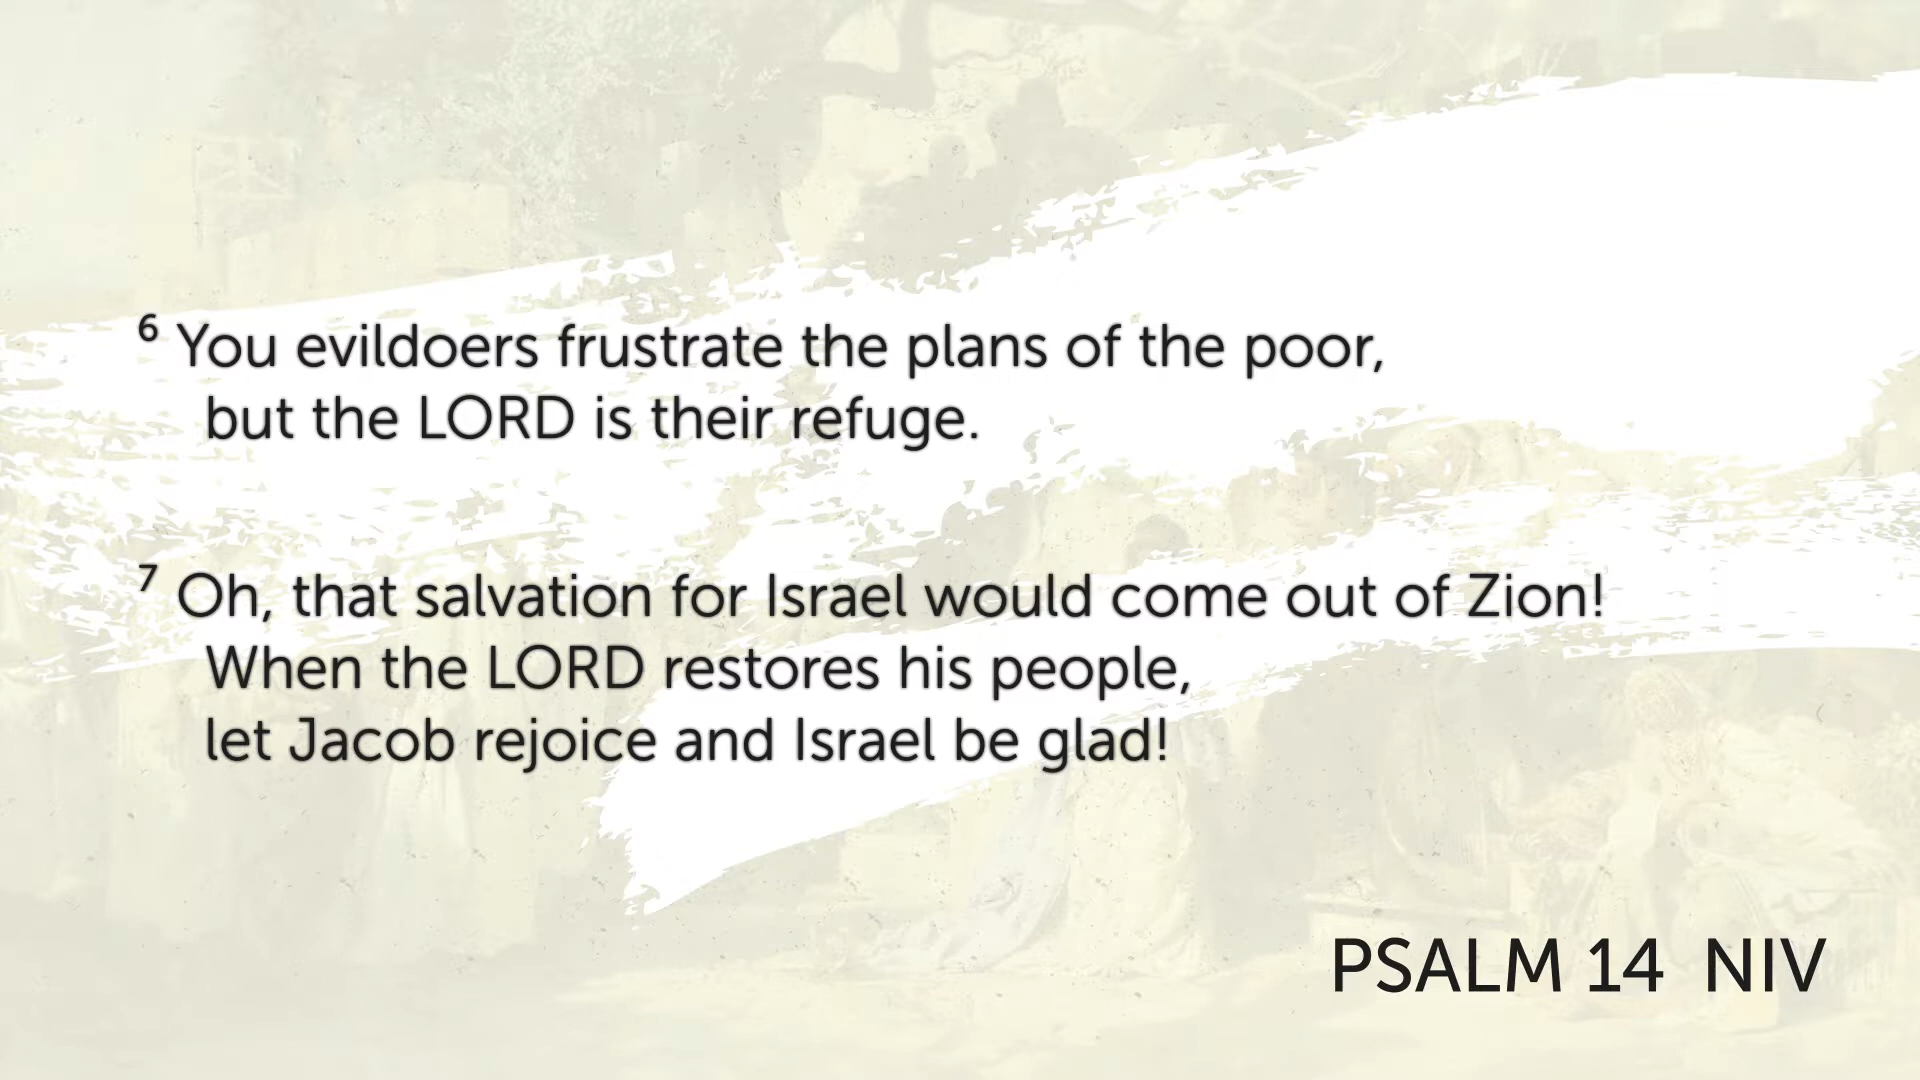 ⁶ You evildoers frustrate the plans of the poor,
but the LORD is their refuge.
⁷ Oh, that salvation for Israel would come out of Zion!
When the LORD restores his people,
let Jacob rejoice and Israel be glad!
PSALM 14 NIV